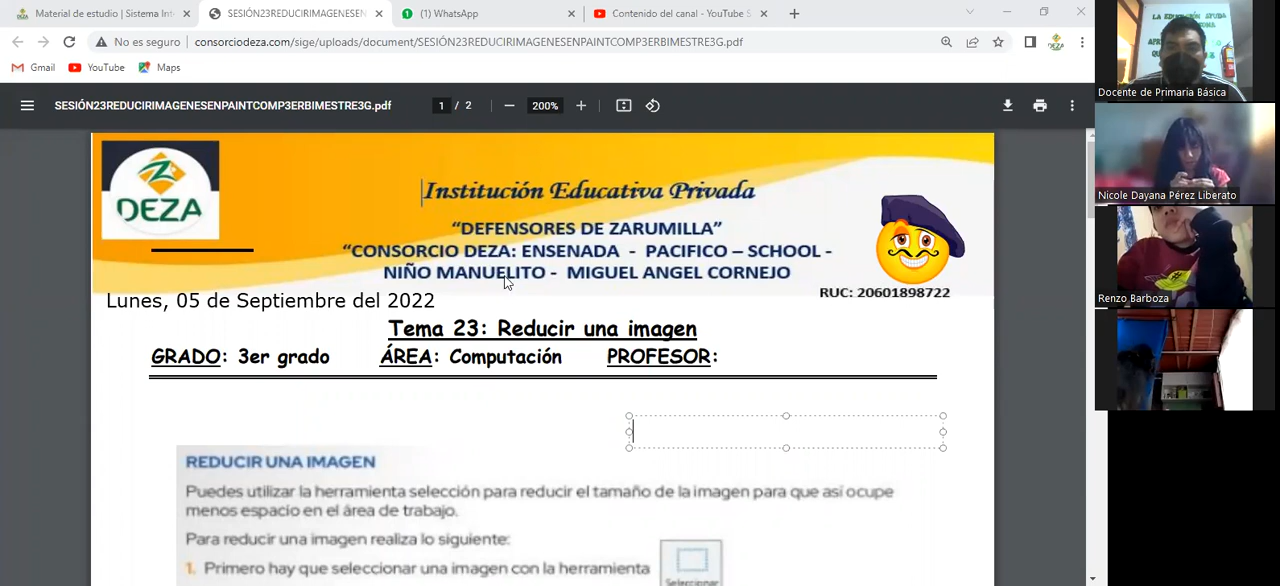 Material de estudio | Sistema Int
SESIÓN23REDUCIRIMAGENESEN
(1) WhatsApp
Contenido del canal - YouTube S
No es seguro
consorciodeza.com/sige/uploads/document/SESIÓN23REDUCIRIMAGENESENPAINTCOMP3ERBIMESTRE3G.pdf
Gmail
YouTube
Maps
SESIÓN23REDUCIRIMAGENESENPAINTCOMP3ERBIMESTRE3G.pdf
1 / 2
200%
DEZA
Institución Educativa Privada
“DEFENSORES DE ZARUMILLA”
“CONSORCIO DEZA: ENSENADA - PACIFICO – SCHOOL -
NIÑO MANUELITO - MIGUEL ANGEL CORNEJO
RUC: 20601898722
Lunes, 05 de Septiembre del 2022
Tema 23: Reducir una imagen
GRADO: 3er grado ÁREA: Computación PROFESOR:
REDUCIR UNA IMAGEN
Puedes utilizar la herramienta selección para reducir el tamaño de la imagen para que así ocupe
menos espacio en el área de trabajo.
Para reducir una imagen realiza lo siguiente:
1. Primero hay que seleccionar una imagen con la herramienta
Seleccionar
LA EDUCACIÓN AYUDA
Docente de Primaria Básica
Nicole Dayana Pérez Liberato
Renzo Barboza